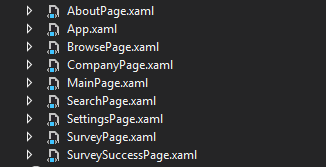 AboutPage.xaml
App.xaml
BrowsePage.xaml
CompanyPage.xaml
MainPage.xaml
SearchPage.xaml
SettingsPage.xaml
SurveyPage.xaml
SurveySuccessPage.xaml